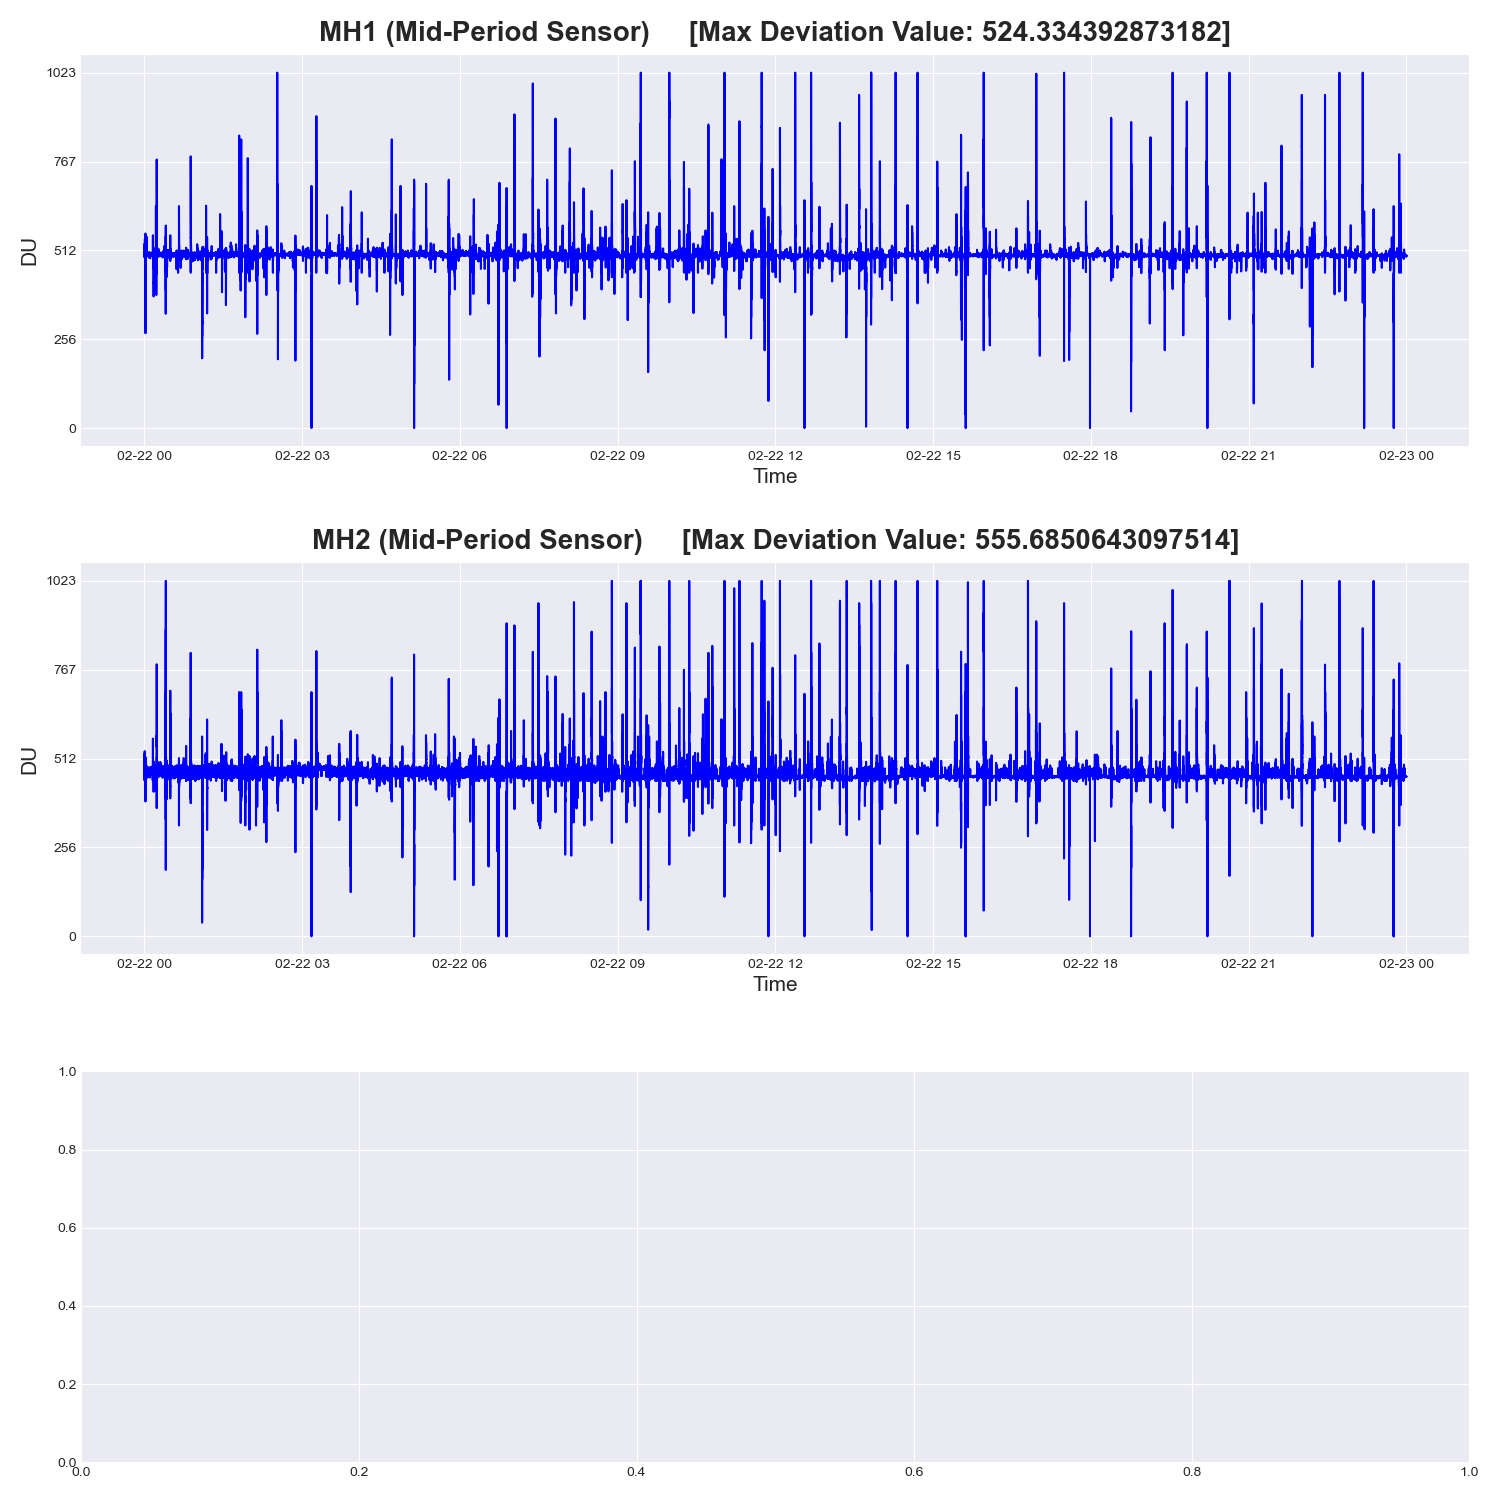 MH1 (Mid-Period Sensor) [Max Deviation Value: 524.334392873182]
1023
767
512
256
0
DU
02-22 00 02-22 03 02-22 06 02-22 09 02-22 12 02-22 15 02-22 18 02-22 21 02-23 00
Time
MH2 (Mid-Period Sensor) [Max Deviation Value: 555.6850643097514]
1023
767
512
256
0
DU
02-22 00 02-22 03 02-22 06 02-22 09 02-22 12 02-22 15 02-22 18 02-22 21 02-23 00
Time
1.0
0.8
0.6
0.4
0.2
0.0
0.0 0.2 0.4 0.6 0.8 1.0